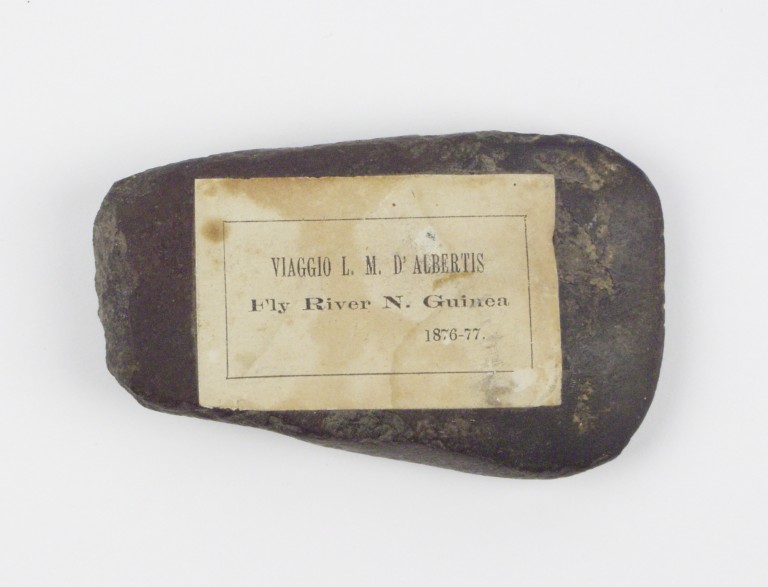 VIAGGIO L. M. D'ALBERTIS
Fly River N. Guinea
1876-77.